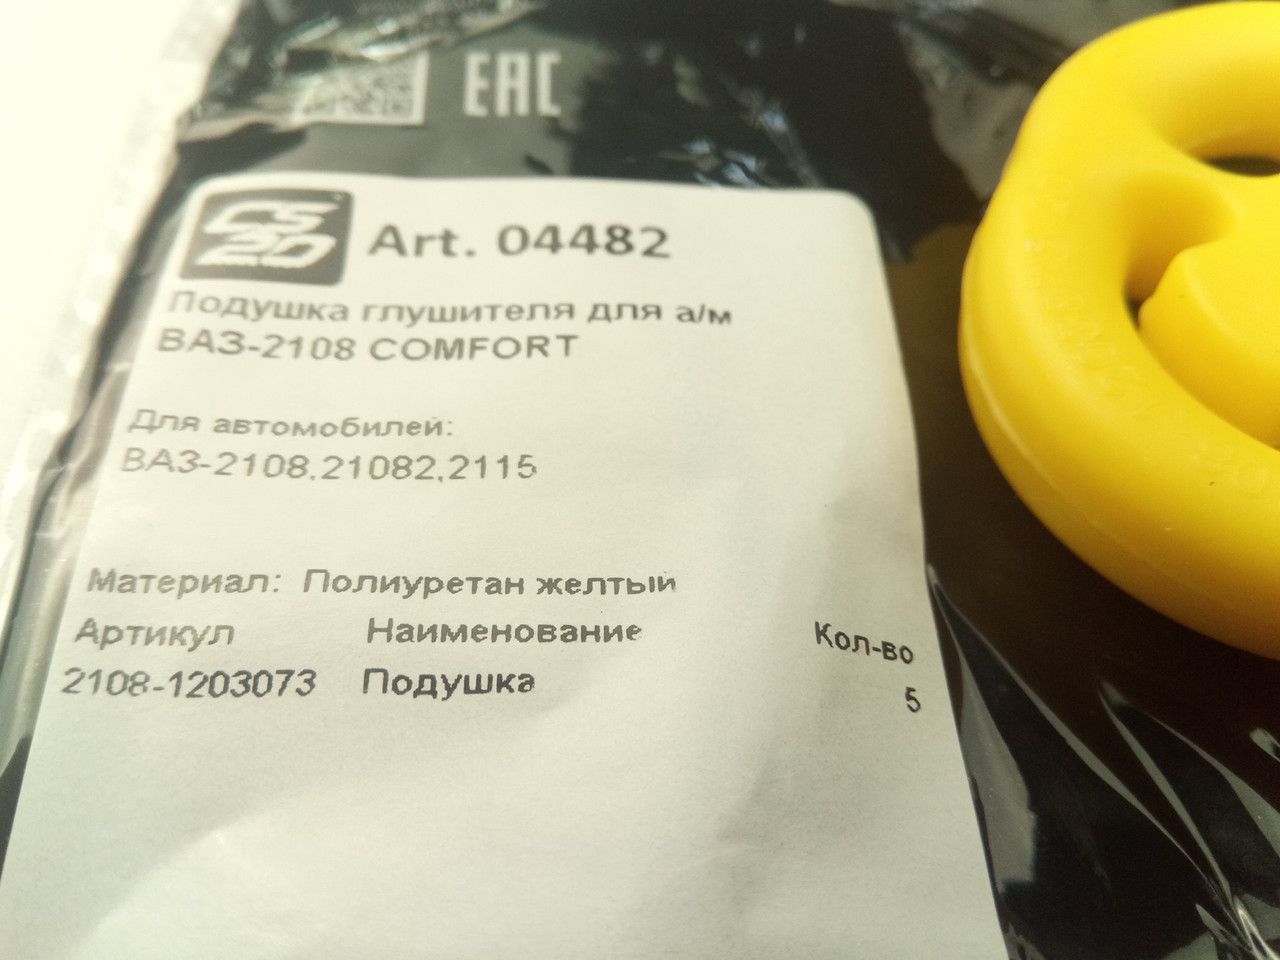 EAC
CS
20
Art. 04482
Подушка глушителя для а/м
ВАЗ-2108 COMFORT
Для автомобилей:
ВАЗ-2108,21082,2115
Материал: Полиуретан желтый
Артикул Наименование Кол-во
2108-1203073 Подушка 5